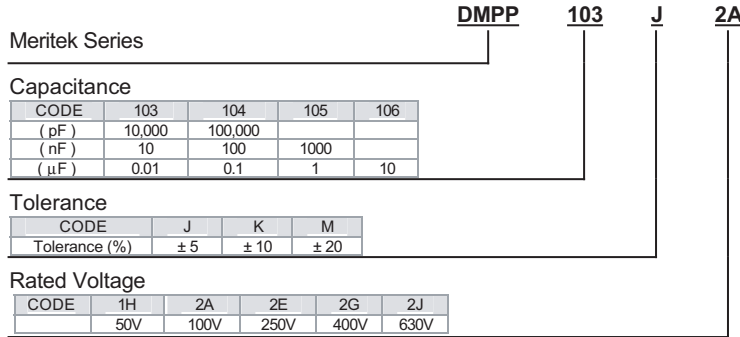 DMPP 103 J 2A
Meritek Series
Capacitance
CODE 103 104 105 106
( pF ) 10,000 100,000
( nF ) 10 100 1000
( μF ) 0.01 0.1 1 10
Tolerance
CODE J K M
Tolerance (%) ± 5 ± 10 ± 20
Rated Voltage
CODE 1H 2A 2E 2G 2J
50V 100V 250V 400V 630V